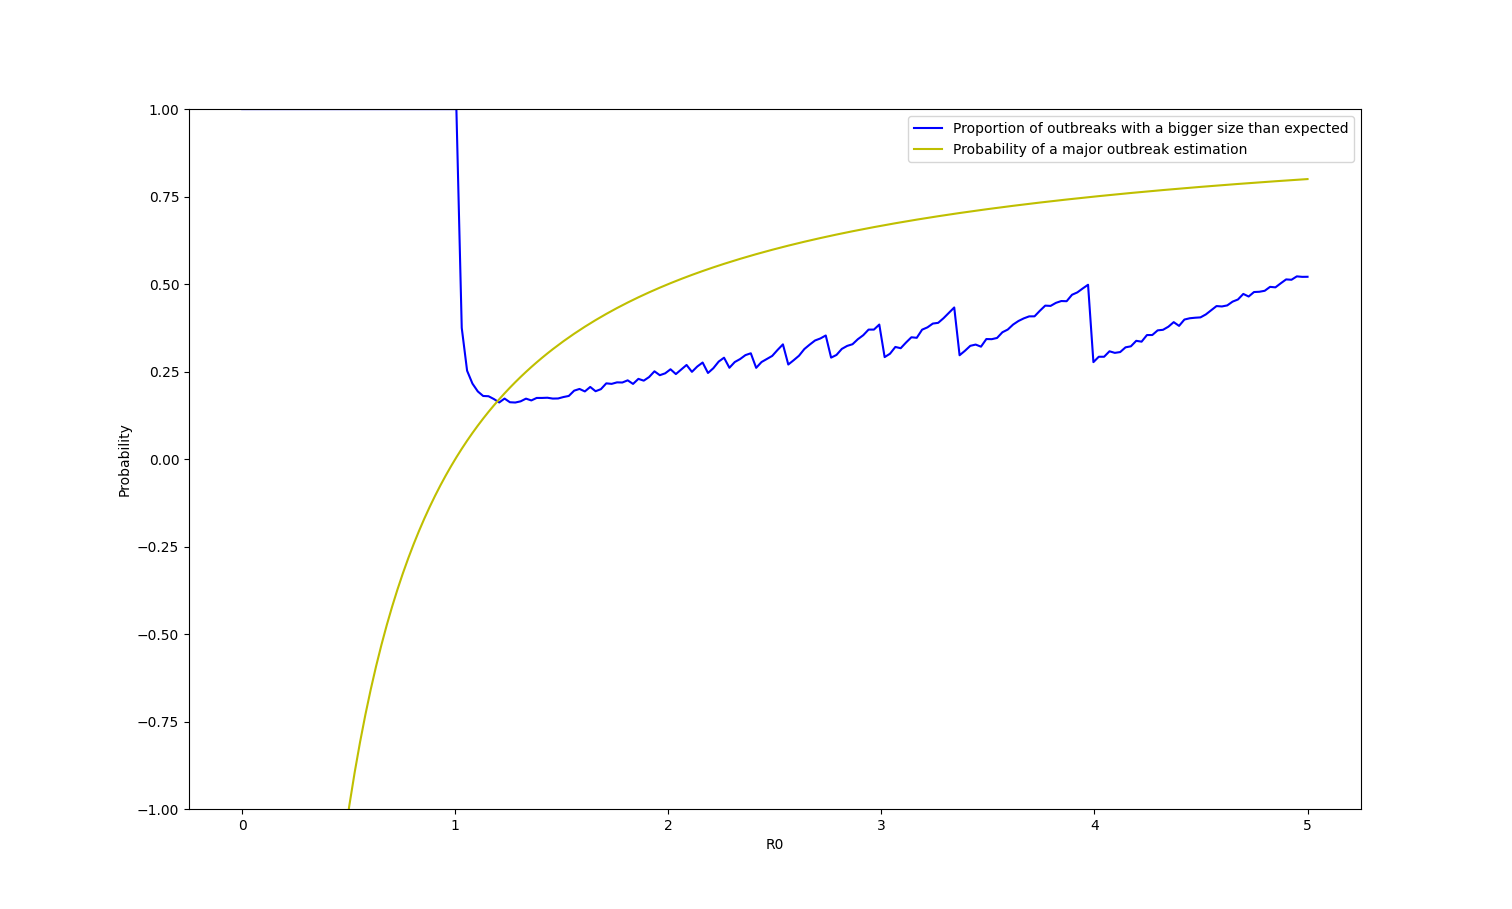 Proportion of outbreaks with a bigger size than expected
Probability of a major outbreak estimation
1.00
0.75
0.50
0.25
0.00
−0.25
−0.50
−0.75
−1.00
Probability
0 1 2 3 4 5
R0